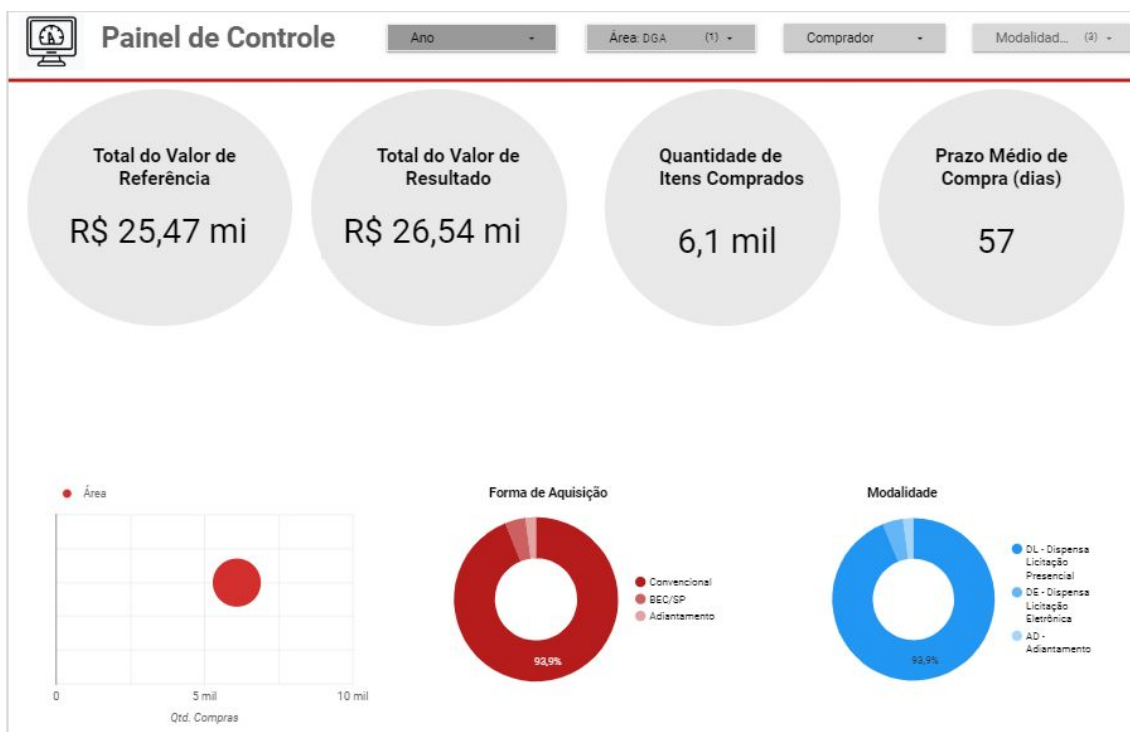 Painel de Controle
Ano
Área: DGA (1)
Comprador
Modalidad... (3)
Total do Valor de
Referência
R$ 25,47 mi
Total do Valor de
Resultado
R$ 26,54 mi
Quantidade de
Itens Comprados
6,1 mil
Prazo Médio de
Compra (dias)
57
Área
0
5 mil
10 mil
Qtd. Compras
Forma de Aquisição
93,9%
Convencional
BEC/SP
Adiantamento
Modalidade
93,9%
DL - Dispensa
Licitação
Presencial
DE - Dispensa
Licitação
Eletrônica
AD -
Adiantamento